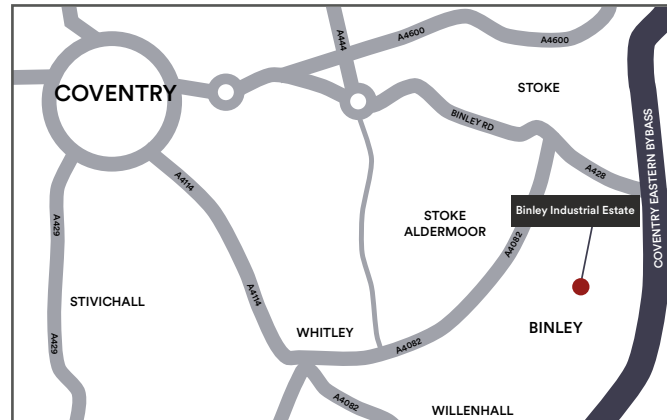 A444
A4600
A4600
COVENTRY
STOKE
BINLEY RD
COVENTRY EASTERN BYBASS
A428
A4114
Binley Industrial Estate
STOKE
ALDERMOOR
A429
A4082
A4114
STIVICHALL
BINLEY
WHITLEY
A429
A4082
A4082
WILLENHALL